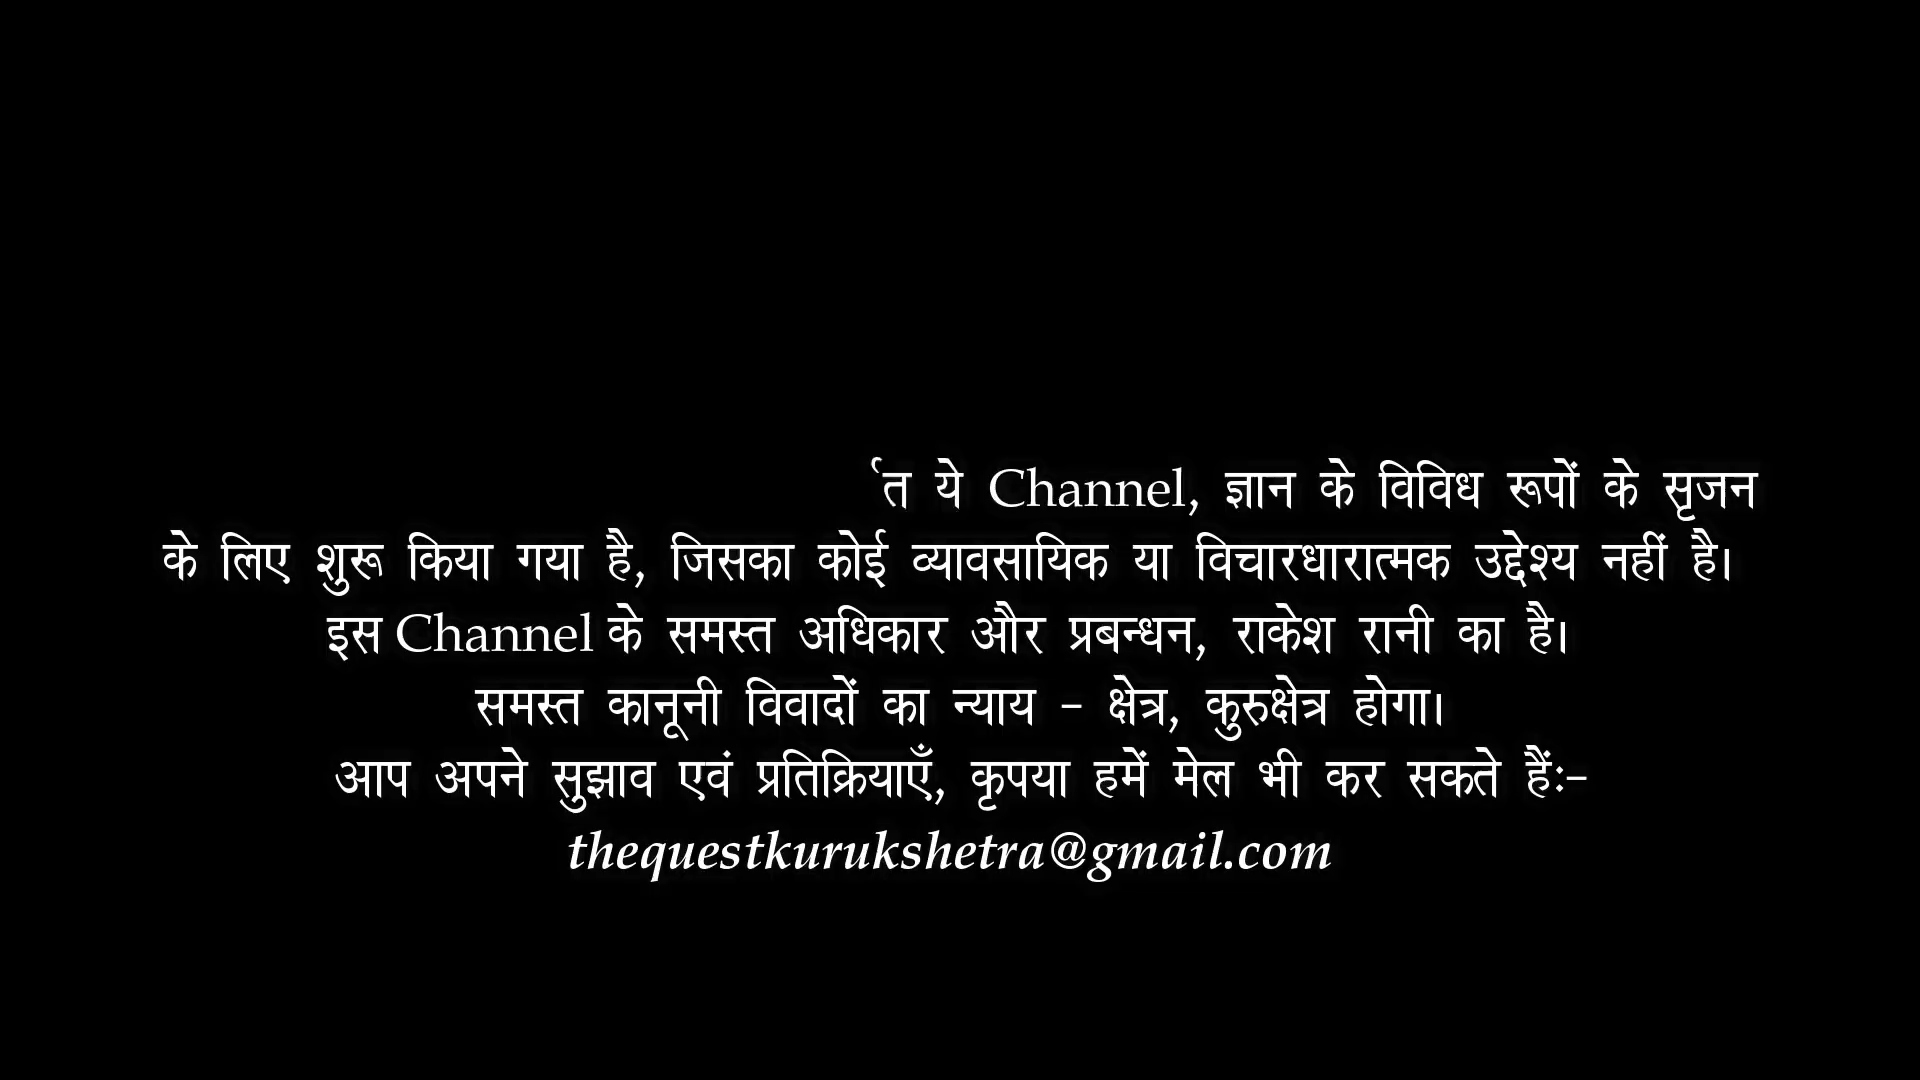 ये Channel, ज्ञान के विविध रूपों के सृजन
के लिए शुरू किया गया है, जिसका कोई व्यावसायिक या विचारधारात्मक उद्देश्य नहीं है।
इस Channel के समस्त अधिकार और प्रबन्धन, राकेश रानी का है।
समस्त कानूनी विवादों का न्याय - क्षेत्र, कुरुक्षेत्र होगा।
आप अपने सुझाव एवं प्रतिक्रियाएँ, कृपया हमें मेल भी कर सकते हैंः-
thequestkurukshetra@gmail.com